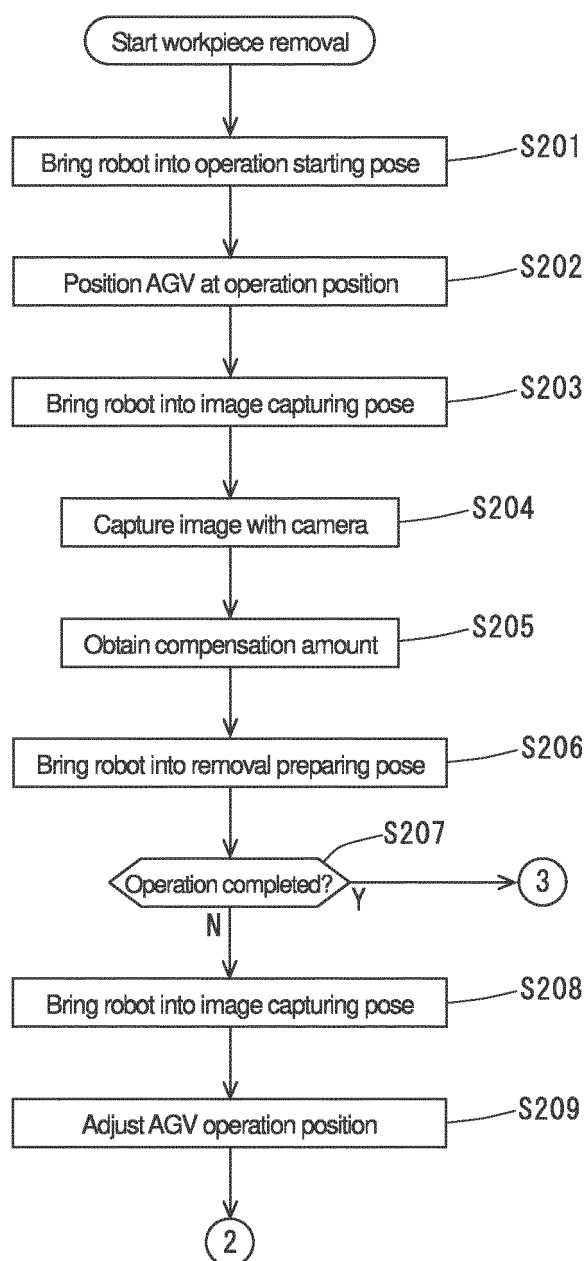 Start workpiece removal
Bring robot into operation starting pose
S201
Position AGV at operation position
S202
Bring robot into image capturing pose
S203
Capture image with camera
S204
Obtain compensation amount
S205
Bring robot into removal preparing pose
S206
S207
Operation completed?
Y
3
N
Bring robot into image capturing pose
S208
Adjust AGV operation position
S209
2